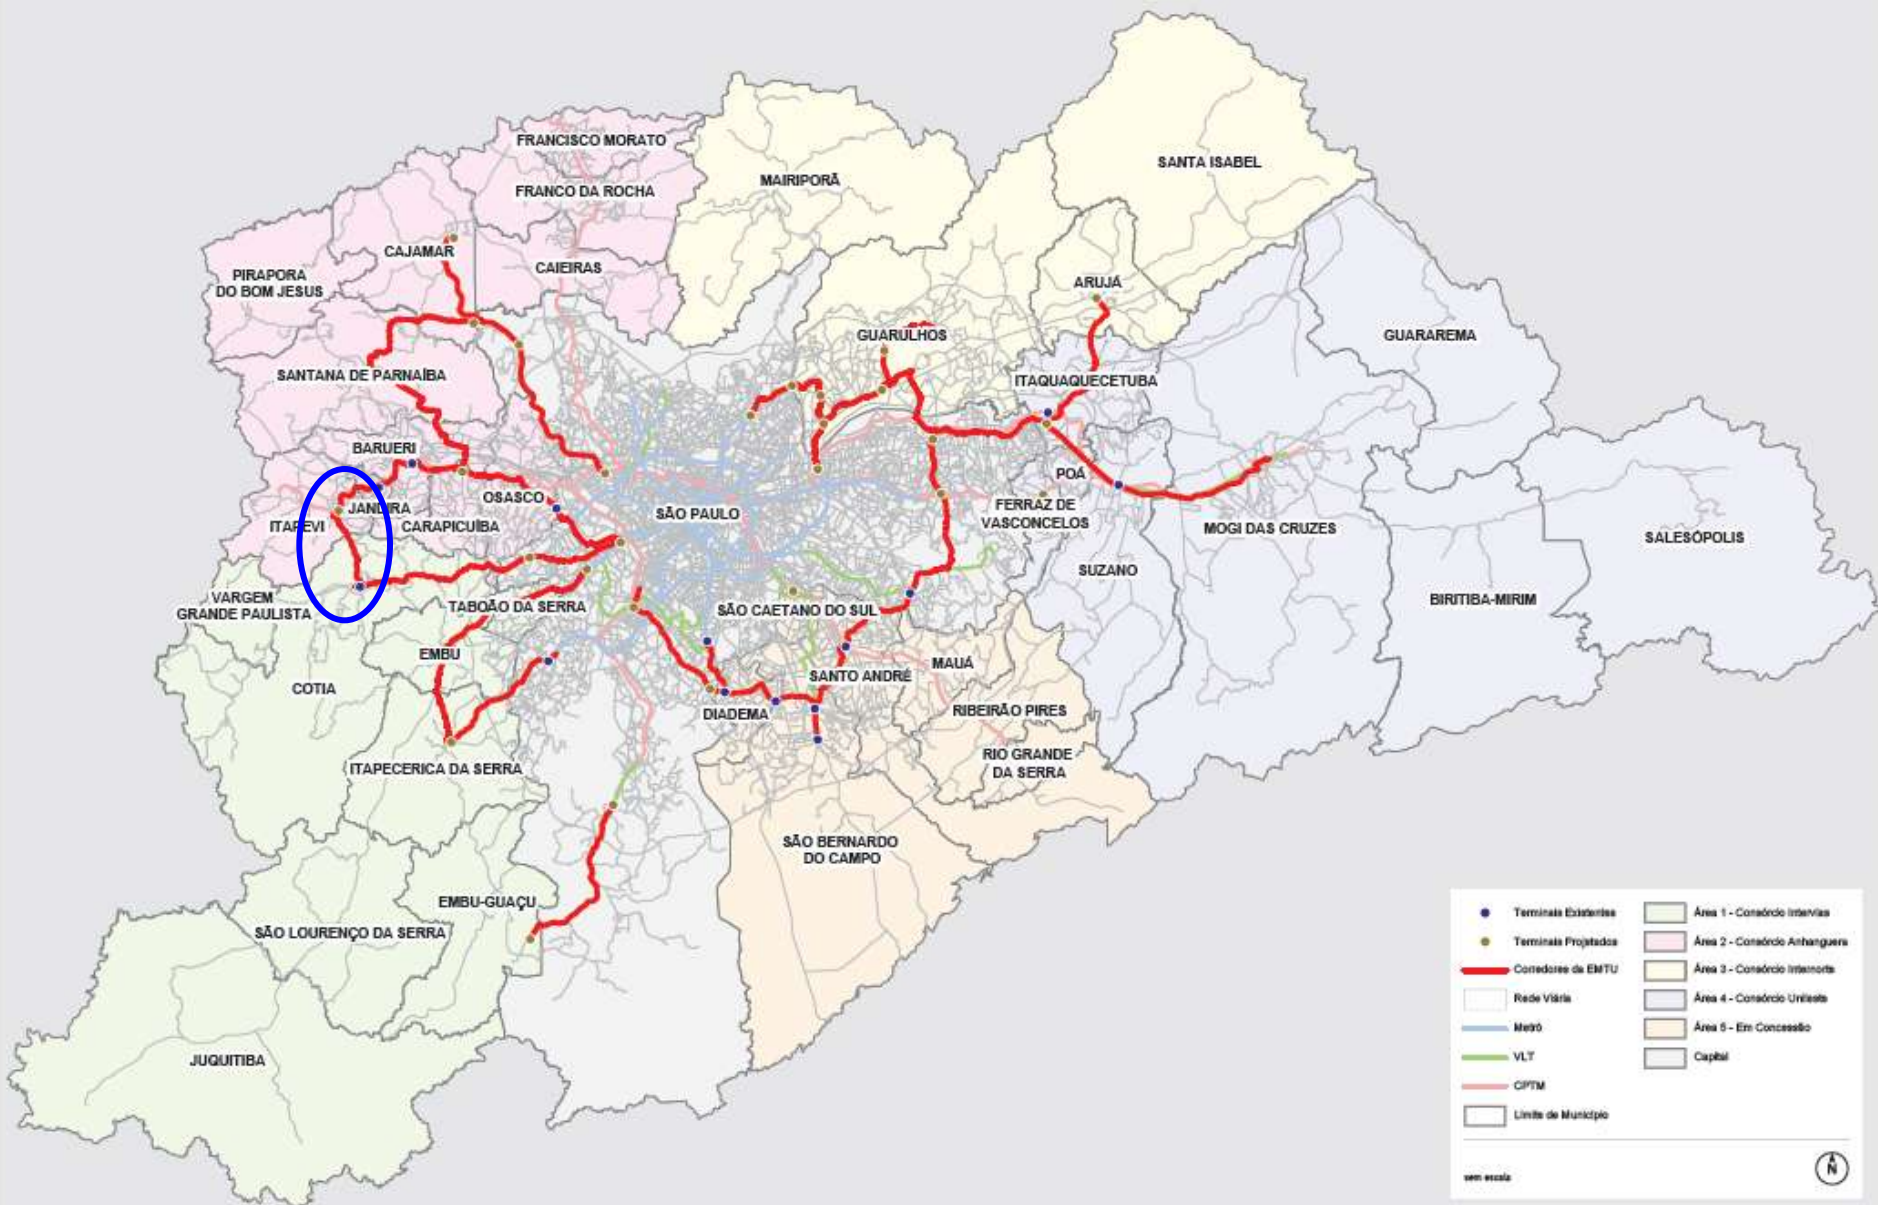 FRANCISCO MORATO
FRANCO DA ROCHA
MAIRIPORÃ
SANTA ISABEL
CAJAMAR
CAIEIRAS
PIRAPORA
DO BOM JESUS
ARUJÁ
GUARULHOS
GUARAREMA
SANTANA DE PARNAÍBA
ITAQUAQUECETUBA
BARUERI
POÁ
OSASCO
JANDIRA
ITAPEVI
CARAPICUÍBA
SÃO PAULO
FERRAZ DE
VASCONCELOS
MOGI DAS CRUZES
SALESÓPOLIS
SUZANO
VARGEM
GRANDE PAULISTA
TABOÃO DA SERRA
SÃO CAETANO DO SUL
BIRITIBA-MIRIM
EMBU
COTIA
MAUÁ
SANTO ANDRÉ
DIADEMA
RIBEIRÃO PIRES
RIO GRANDE
DA SERRA
ITAPECERICA DA SERRA
SÃO BERNARDO
DO CAMPO
EMBU-GUAÇU
SÃO LOURENÇO DA SERRA
JUQUITIBA
Terminais Existentes
Terminais Projetados
Corredores da EMTU
Rede Viária
Metrô
VLT
CPTM
Limite de Município
Área 1 - Consórcio Intervias
Área 2 - Consórcio Anhanguera
Área 3 - Consórcio Internorte
Área 4 - Consórcio Unileste
Área 5 - Em Concessão
Capital
sem escala
N